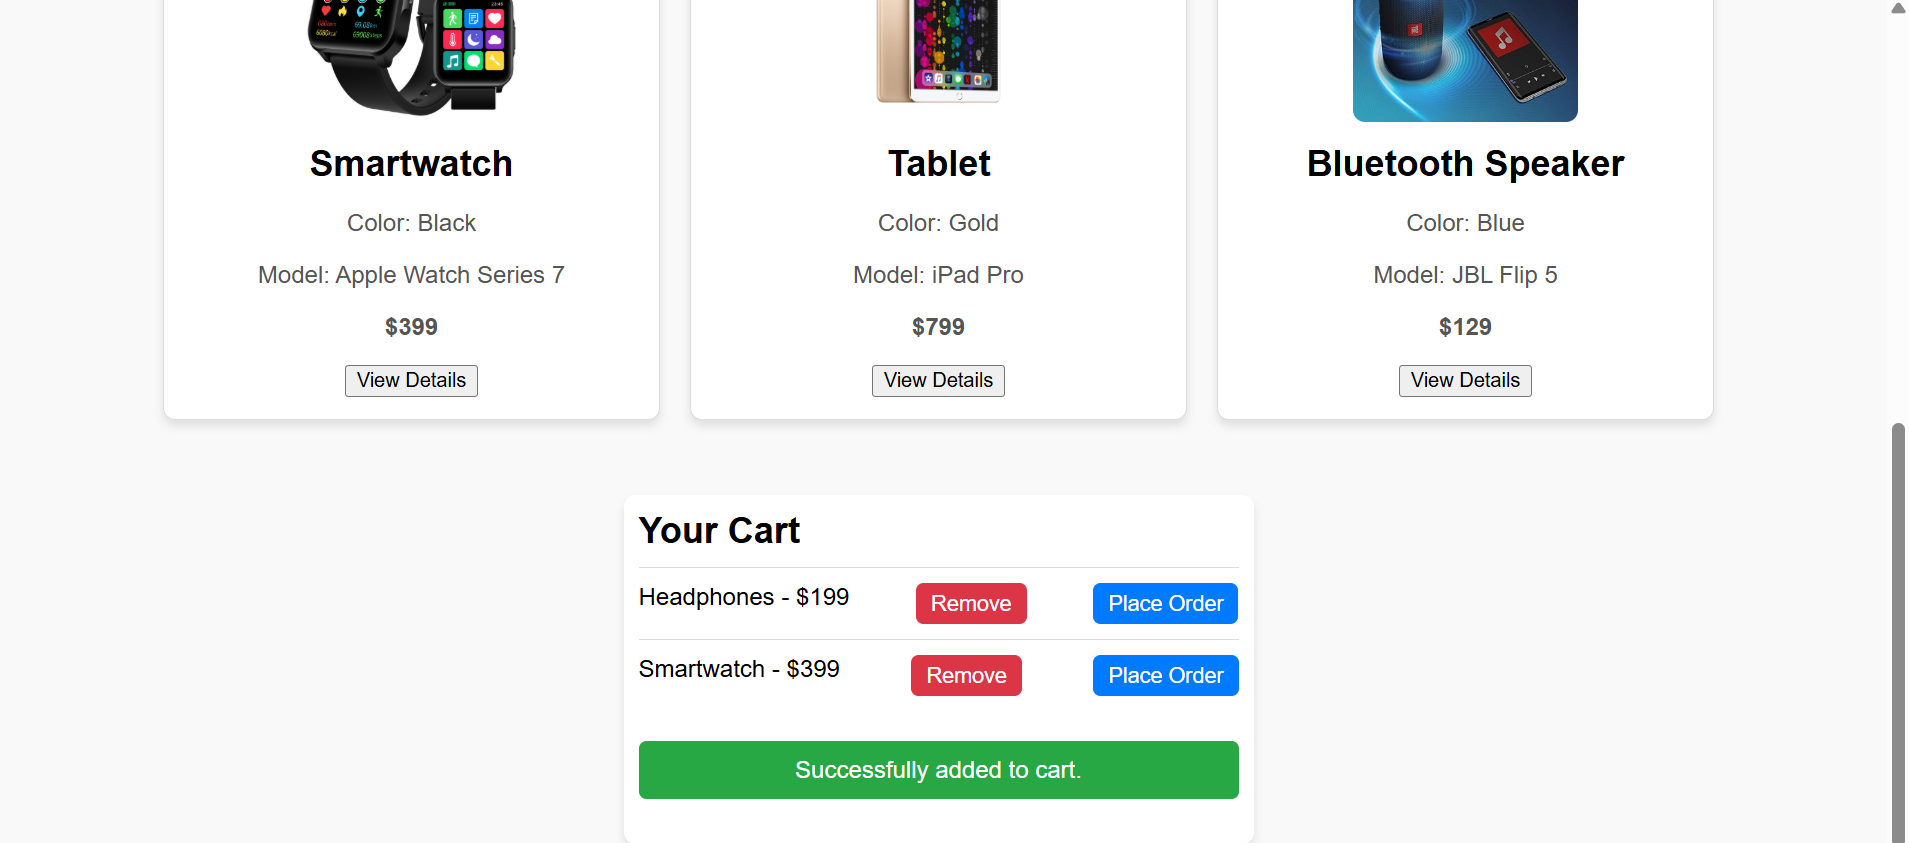 Smartwatch
Tablet
Bluetooth Speaker
Color: Black
Color: Gold
Color: Blue
Model: Apple Watch Series 7
Model: iPad Pro
Model: JBL Flip 5
$399
$799
$129
View Details
View Details
View Details
Your Cart
Headphones - $199
Remove
Place Order
Smartwatch - $399
Remove
Place Order
Successfully added to cart.